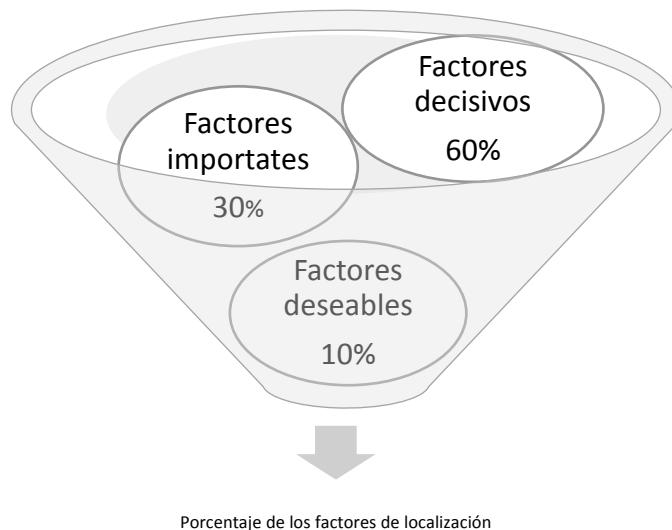 Factores
decisivos
60%
Factores
importates
30%
Factores
deseables
10%
Porcentaje de los factores de localización